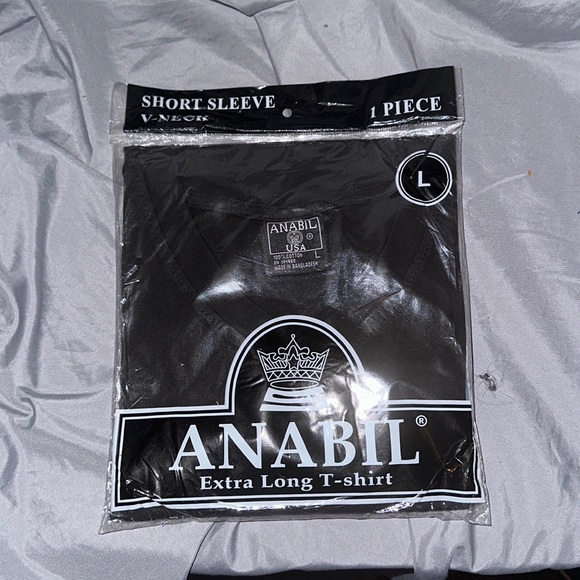 SHORT SLEEVE
V-NECK
1 PIECE
L
ANABIL
USA
100% COTTON
L
MADE IN BANGLADESH
ANABIL®
Extra Long T-shirt